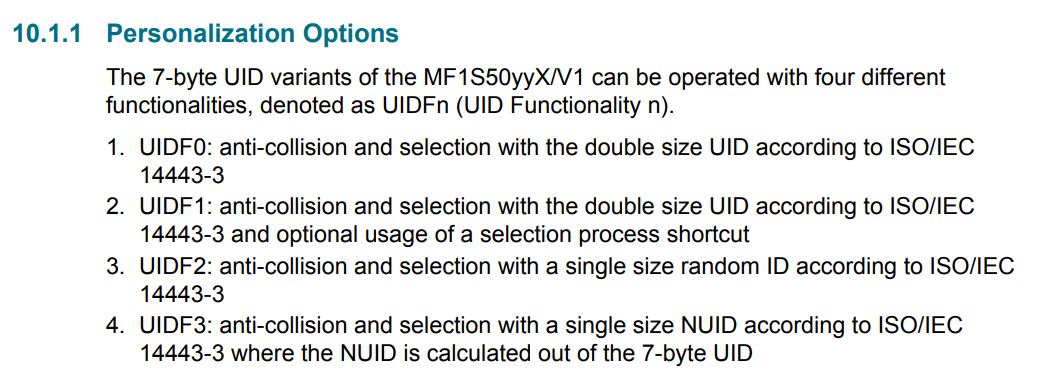 10.1.1 Personalization Options
The 7-byte UID variants of the MF1S50yyX/V1 can be operated with four different
functionalities, denoted as UIDFn (UID Functionality n).
1. UIDF0: anti-collision and selection with the double size UID according to ISO/IEC
14443-3
2. UIDF1: anti-collision and selection with the double size UID according to ISO/IEC
14443-3 and optional usage of a selection process shortcut
3. UIDF2: anti-collision and selection with a single size random ID according to ISO/IEC
14443-3
4. UIDF3: anti-collision and selection with a single size NUID according to ISO/IEC
14443-3 where the NUID is calculated out of the 7-byte UID